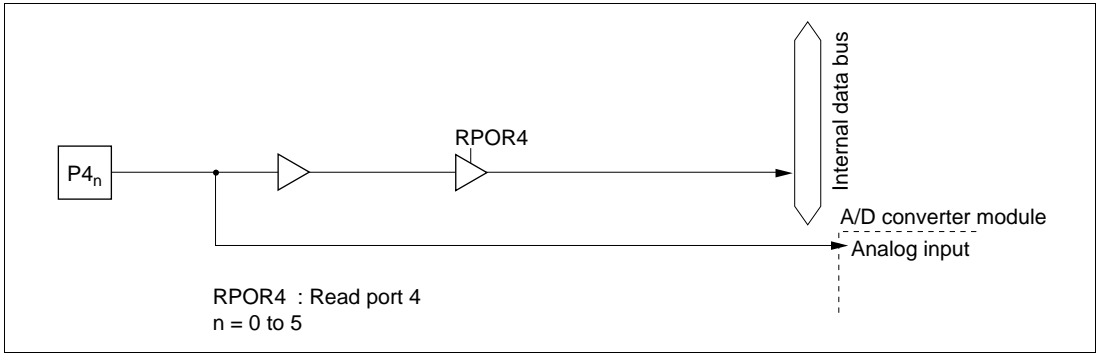 RPOR4
P4n
Internal data bus
A/D converter module
Analog input
RPOR4 : Read port 4
n = 0 to 5